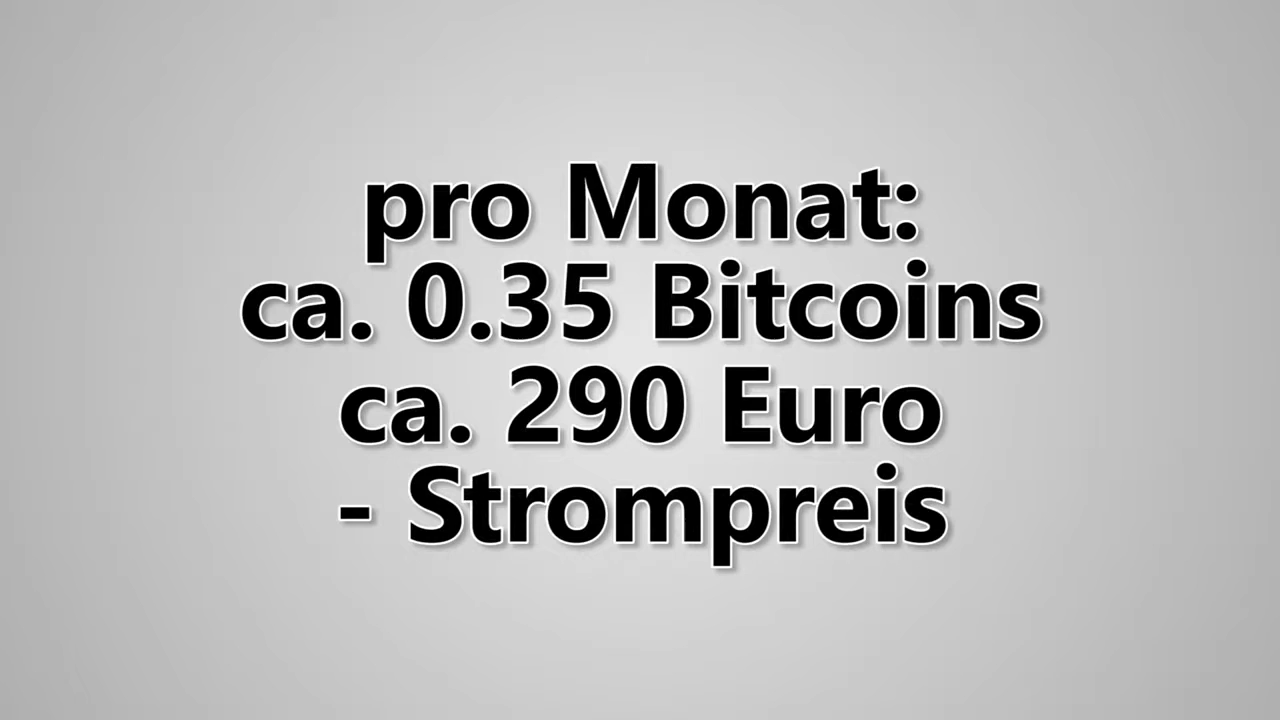 pro Monat:
ca. 0.35 Bitcoins
ca. 290 Euro
- Strompreis